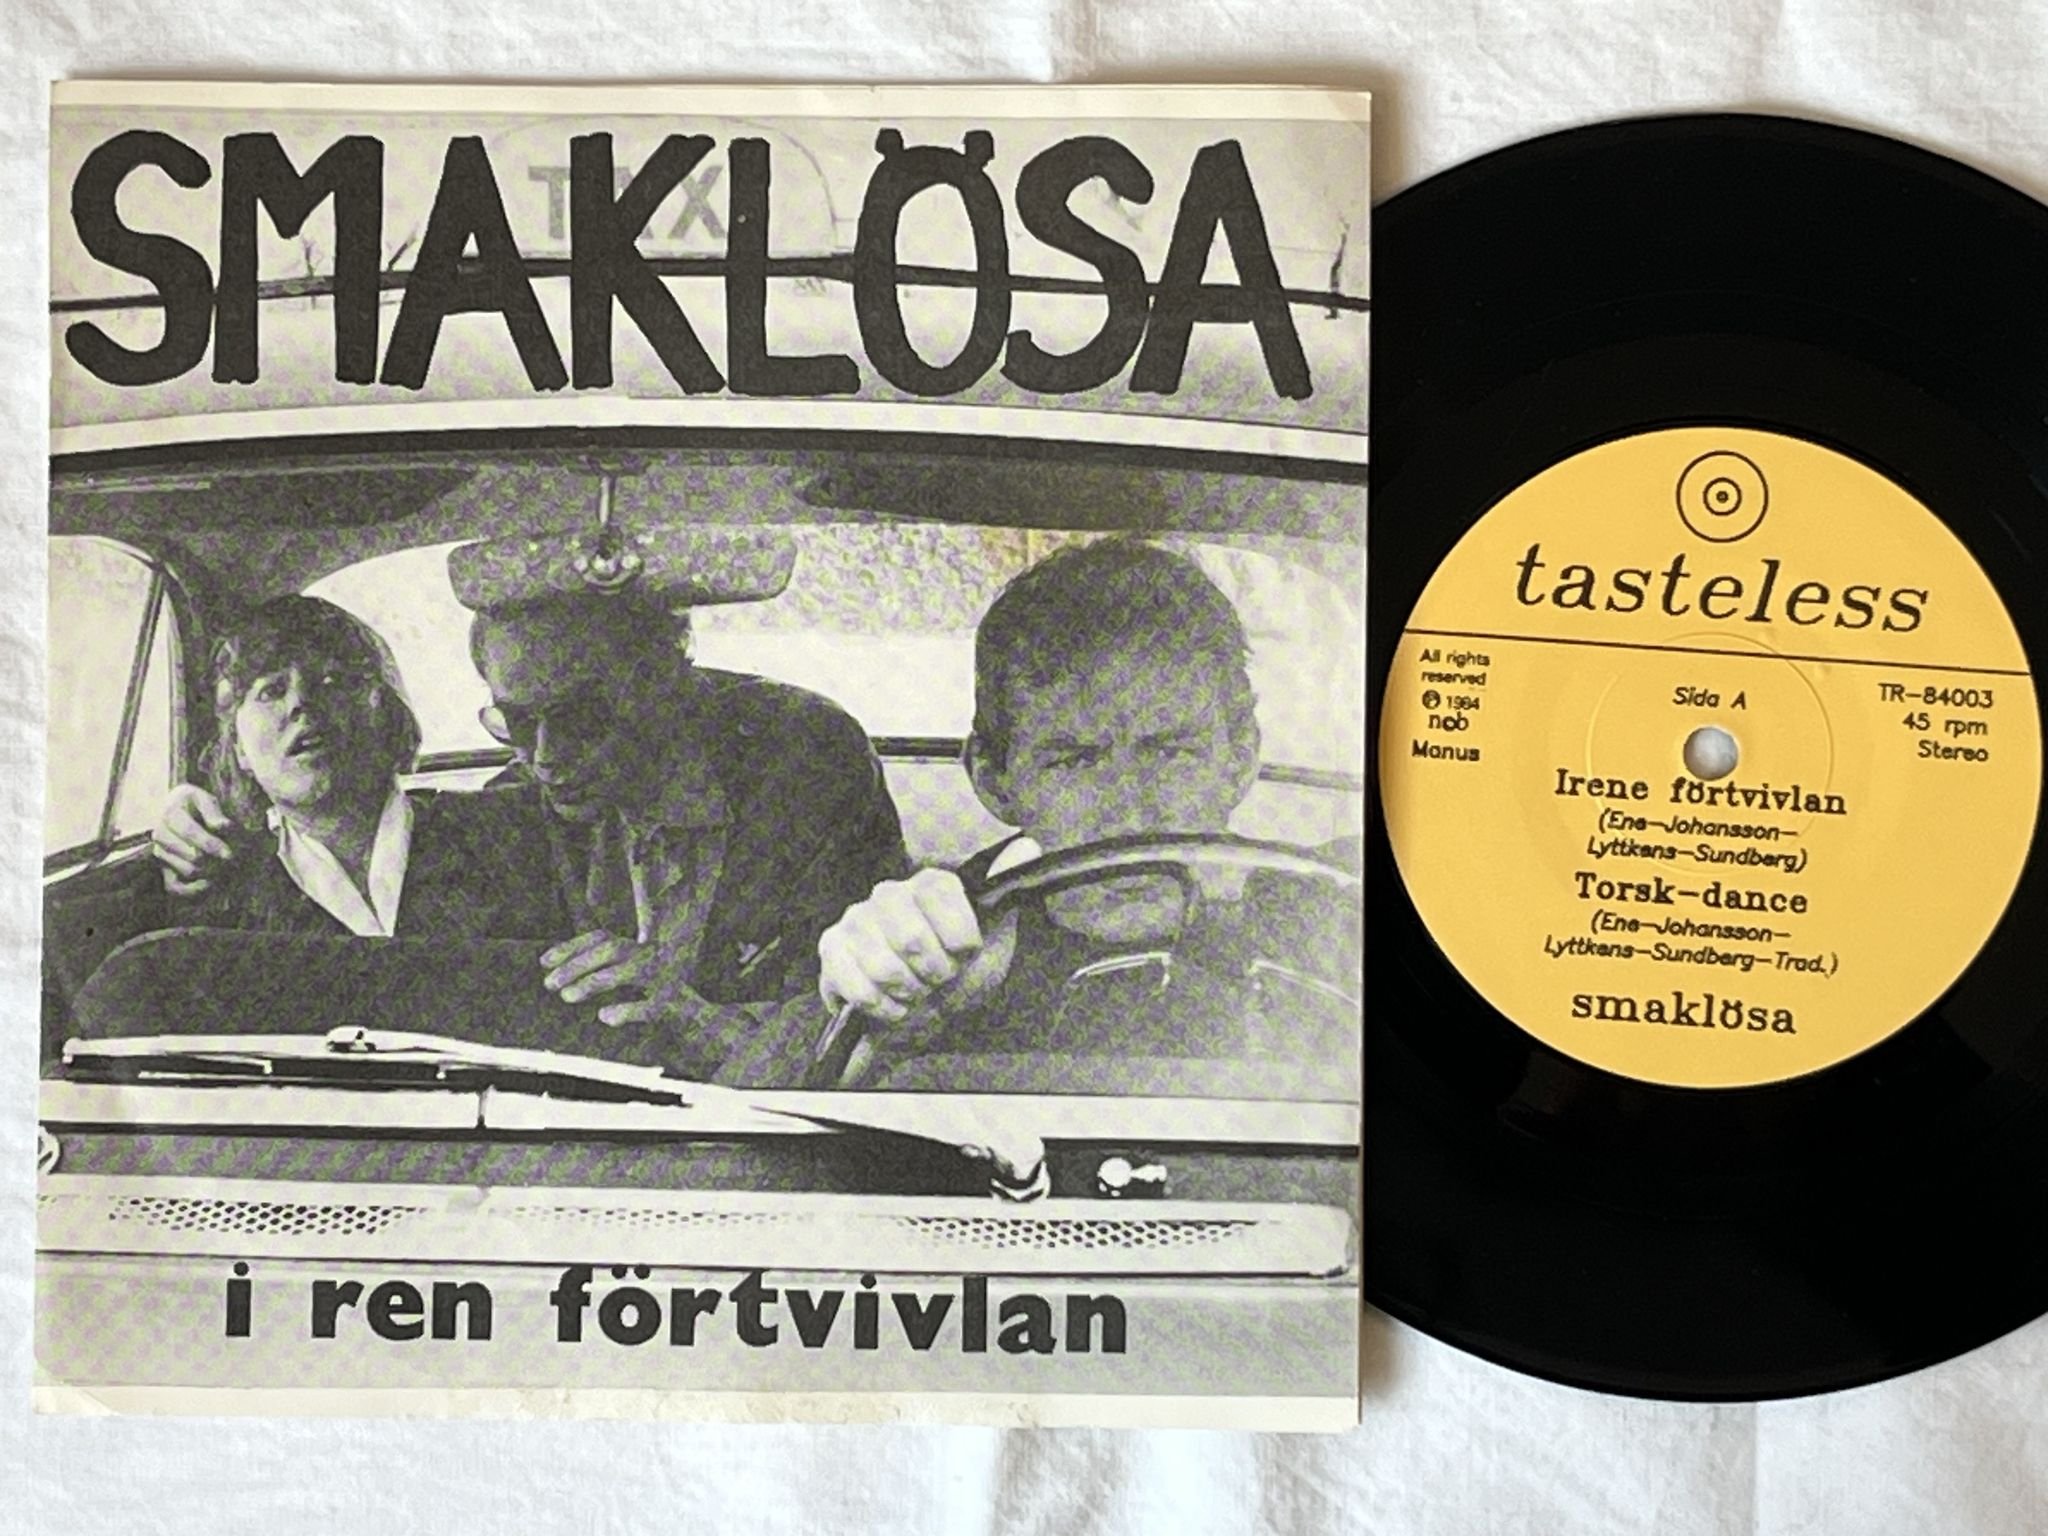 SMAKLÖSA
TAXI
i ren förtvivlan
tasteless
All rights
reserved
℗ 1984
ncb
Manus
Sida A
TR-84003
45 rpm
Stereo
Irene förtvivlan
(Ene-Johansson-
Lyttkens-Sundberg)
Torsk-dance
(Ene-Johansson-
Lyttkens-Sundberg-Trad.)
smaklösa